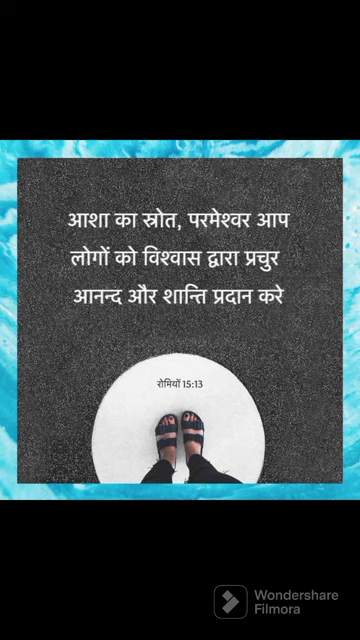 आशा का स्रोत, परमेश्वर आप
लोगों को विश्वास द्वारा प्रचुर
आनन्द और शान्ति प्रदान करे
रोमियों 15:13
Wondershare
Filmora